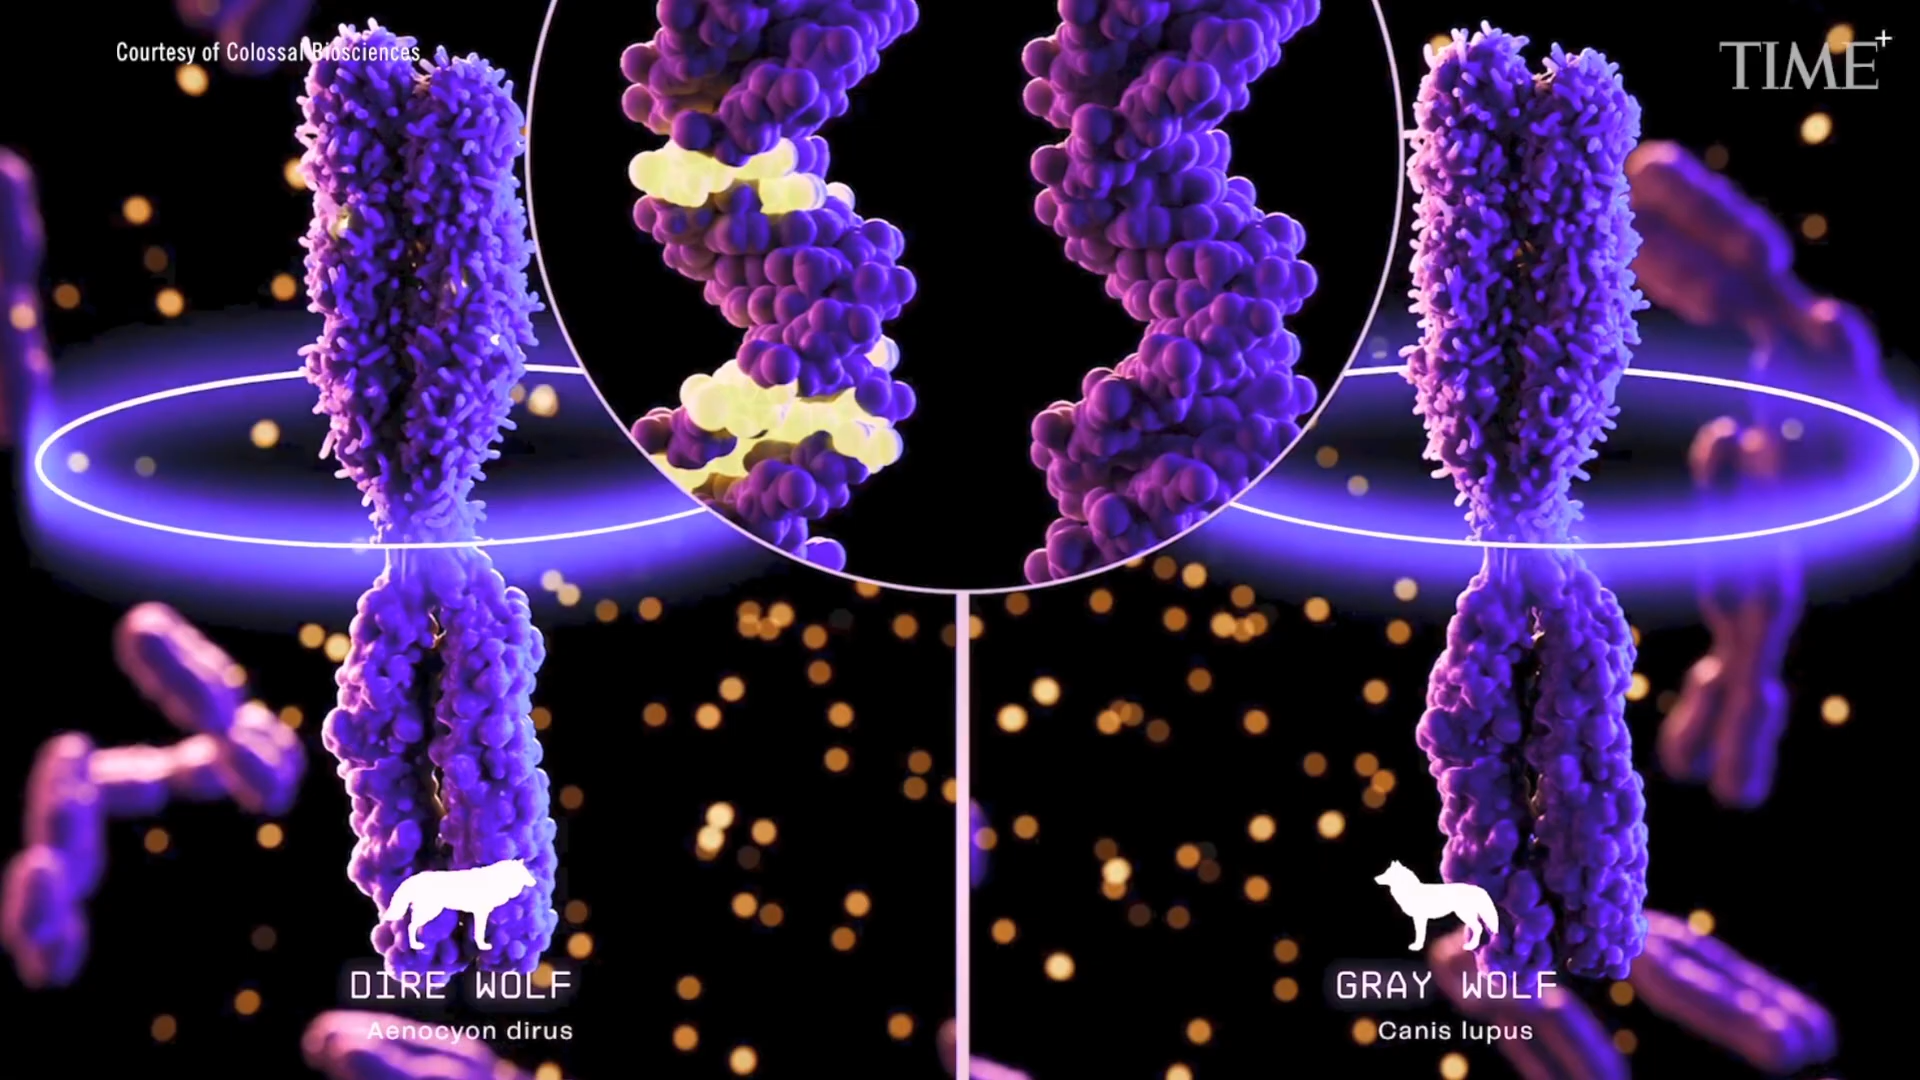 Courtesy of Colossal Biosciences
TIME+
DIRE WOLF
Aenocyon dirus
GRAY WOLF
Canis lupus